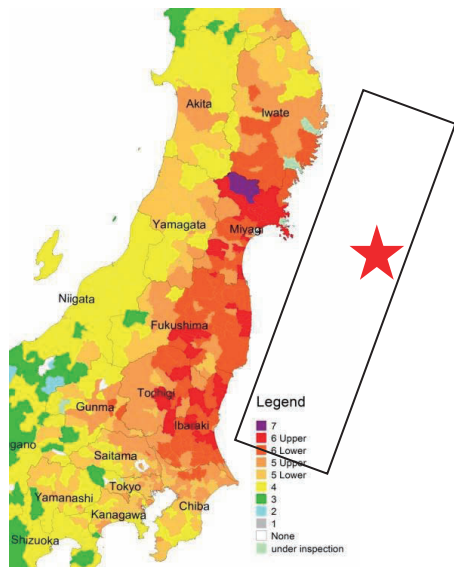 Akita
Iwate
Yamagata
Miyagi
Niigata
Fukushima
Tochigi
Gunma
Ibaraki
gano
Saitama
Tokyo
Yamanashi
Kanagawa
Chiba
Shizuoka
Legend
7
6 Upper
6 Lower
5 Upper
5 Lower
4
3
2
1
None
under inspection